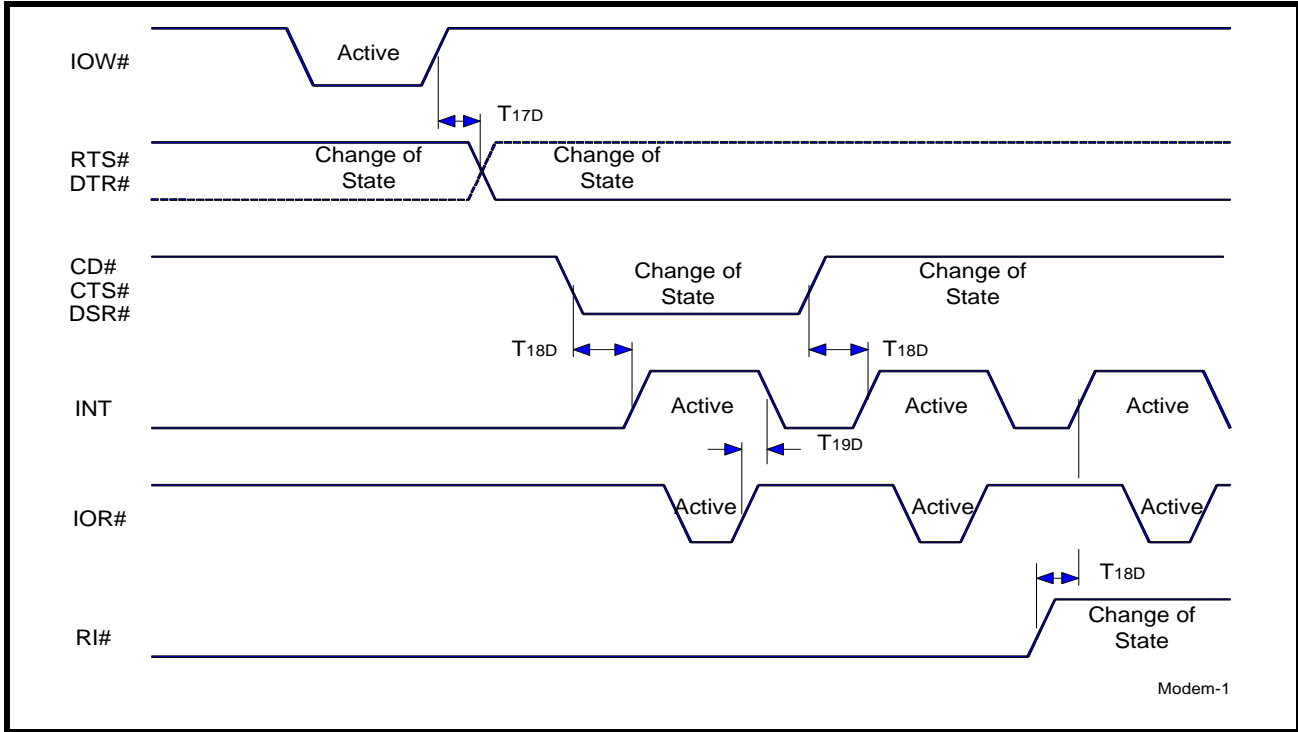 IOW#
Active
T17D
RTS#
DTR#
Change of
State
Change of
State
CD#
CTS#
DSR#
Change of
State
Change of
State
T18D
T18D
INT
Active
Active
Active
T19D
IOR#
Active
Active
Active
T18D
RI#
Change of
State
Modem-1